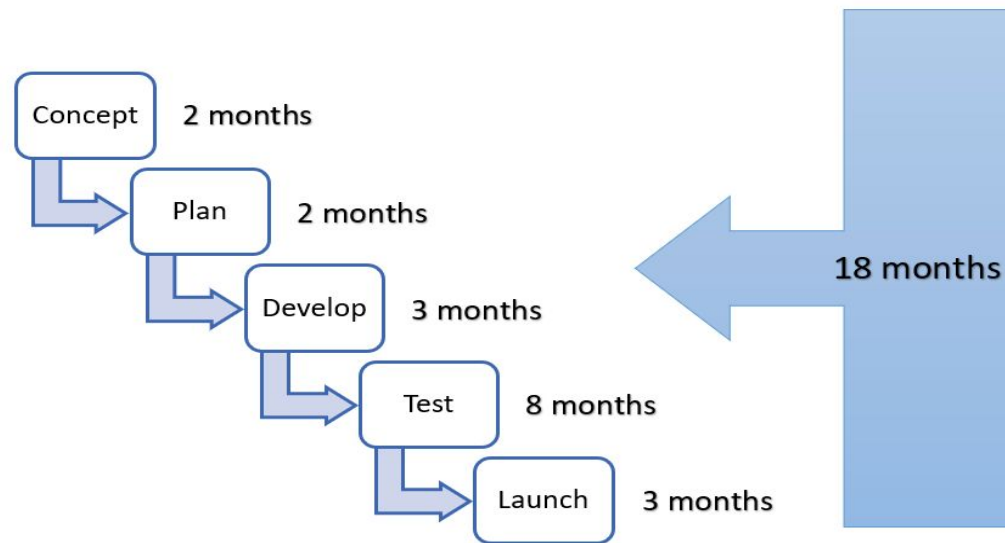 Concept
2 months
Plan
2 months
Develop
3 months
Test
8 months
Launch
3 months
18 months